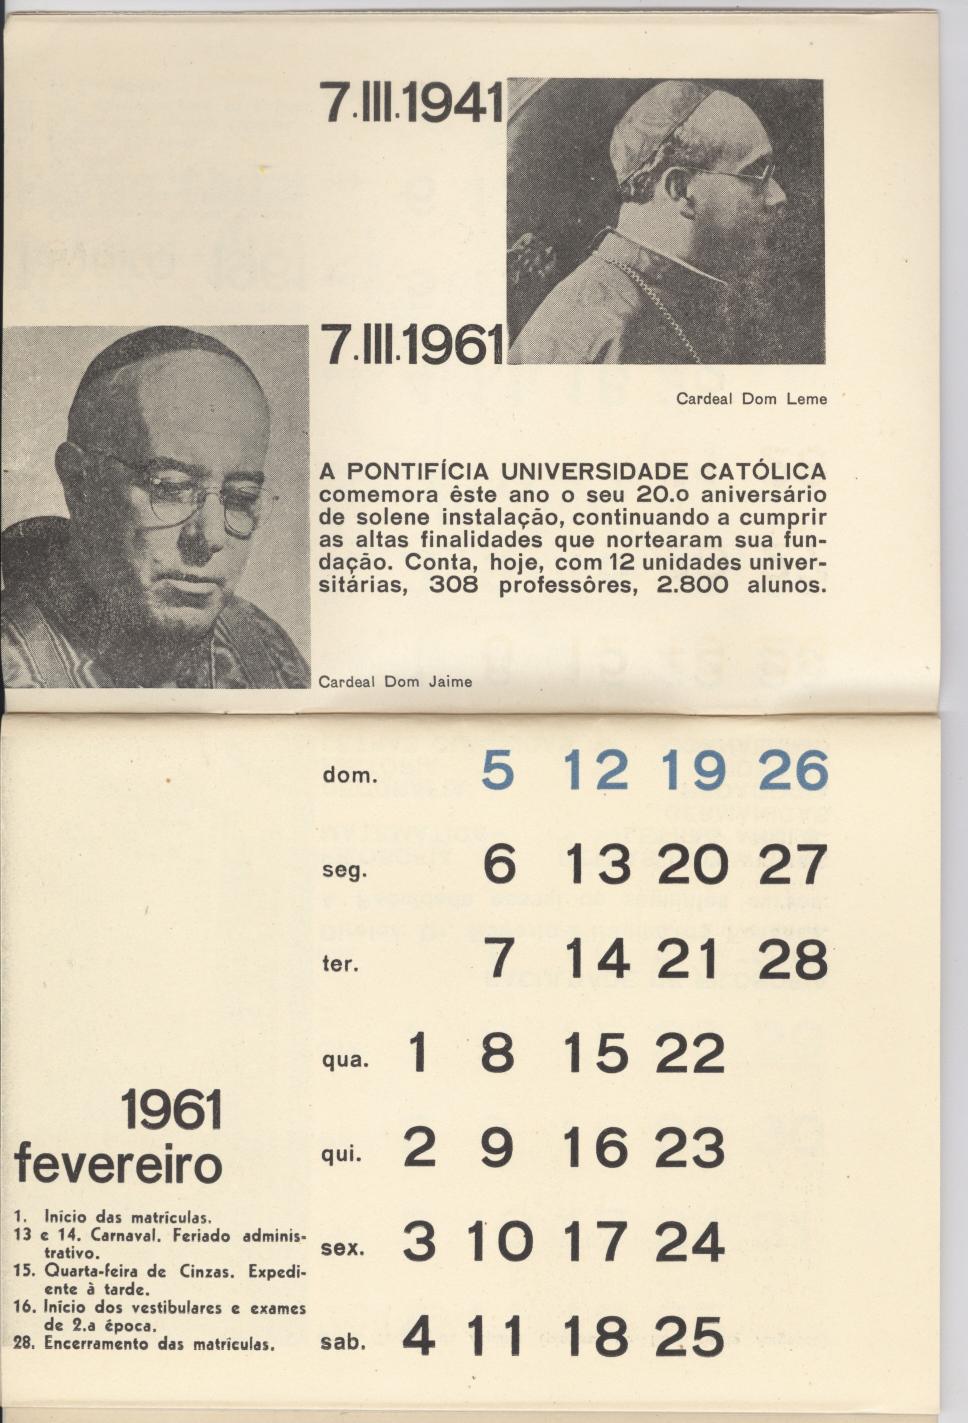 7.III.1941
7.III.1961
Cardeal Dom Leme
A PONTIFÍCIA UNIVERSIDADE CATÓLICA
comemora êste ano o seu 20.o aniversário
de solene instalação, continuando a cumprir
as altas finalidades que nortearam sua fun-
dação. Conta, hoje, com 12 unidades univer-
sitárias, 308 professôres, 2.800 alunos.
Cardeal Dom Jaime
dom. 5 12 19 26
seg. 6 13 20 27
ter. 7 14 21 28
qua. 1 8 15 22
qui. 2 9 16 23
sex. 3 10 17 24
sab. 4 11 18 25
1961
fevereiro
1. Início das matrículas.
13 e 14. Carnaval. Feriado adminis-
trativo.
15. Quarta-feira de Cinzas. Expedi-
ente à tarde.
16. Início dos vestibulares e exames
de 2.a época.
28. Encerramento das matrículas.